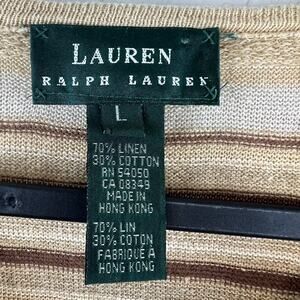 LAUREN
RALPH LAUREN
L
70% LINEN
30% COTTON
RN 54050
CA 08349
MADE IN
HONG KONG
70% LIN
30% COTON
FABRIQUÉ À
HONG KONG